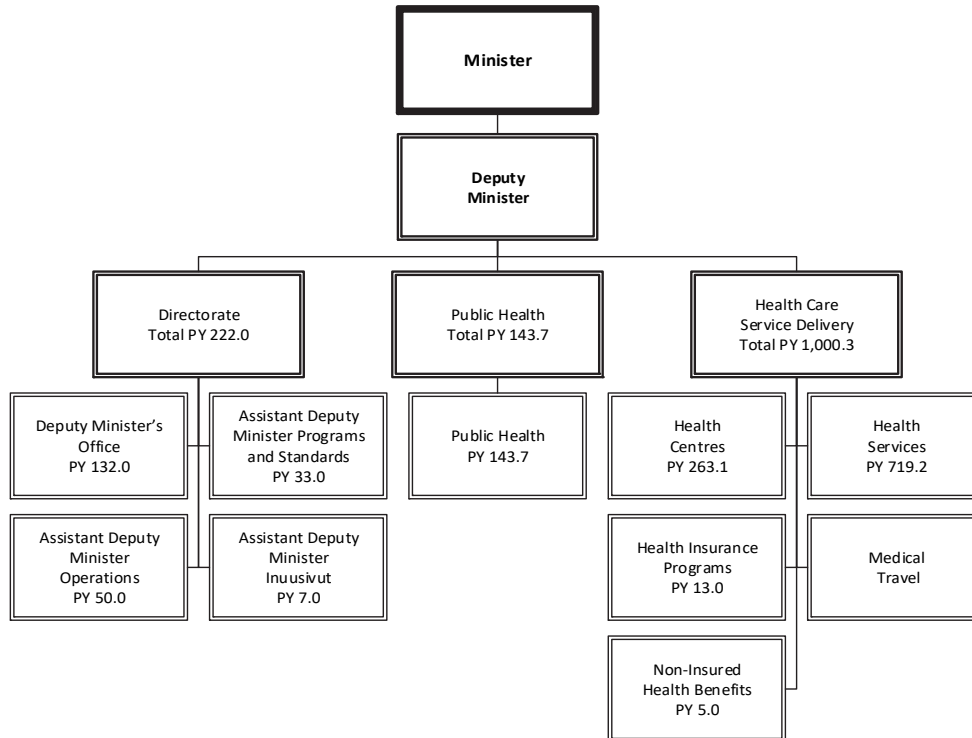 Minister
Deputy
Minister
Directorate
Total PY 222.0
Public Health
Total PY 143.7
Health Care
Service Delivery
Total PY 1,000.3
Deputy Minister’s
Office
PY 132.0
Assistant Deputy
Minister Programs
and Standards
PY 33.0
Public Health
PY 143.7
Health
Centres
PY 263.1
Health
Services
PY 719.2
Assistant Deputy
Minister
Operations
PY 50.0
Assistant Deputy
Minister
Inuusivut
PY 7.0
Health Insurance
Programs
PY 13.0
Medical
Travel
Non-Insured
Health Benefits
PY 5.0